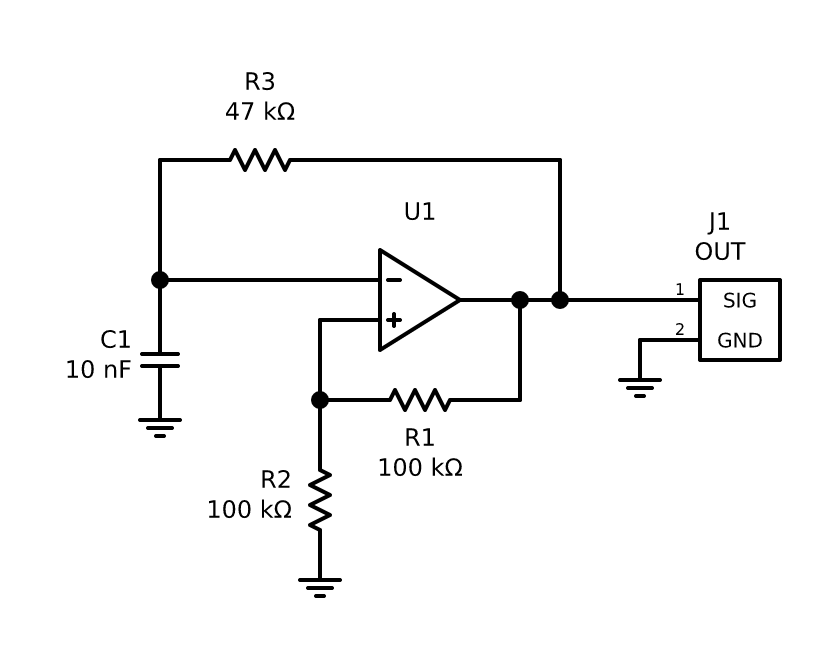 R3
47 kΩ
U1
J1
OUT
1
SIG
2
GND
C1
10 nF
R1
100 kΩ
R2
100 kΩ